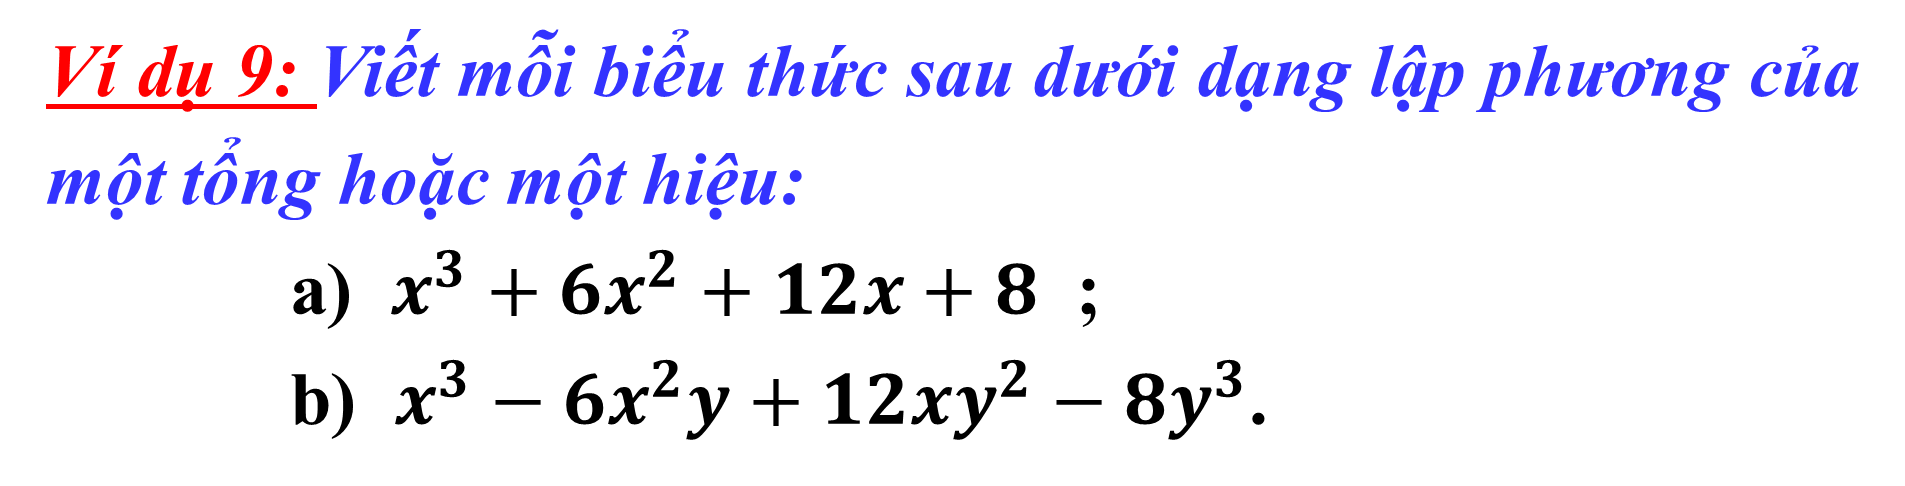 Ví dụ 9: Viết mỗi biểu thức sau dưới dạng lập phương của
một tổng hoặc một hiệu:
a) x³ + 6x² + 12x + 8 ;
b) x³ − 6x²y + 12xy² − 8y³.